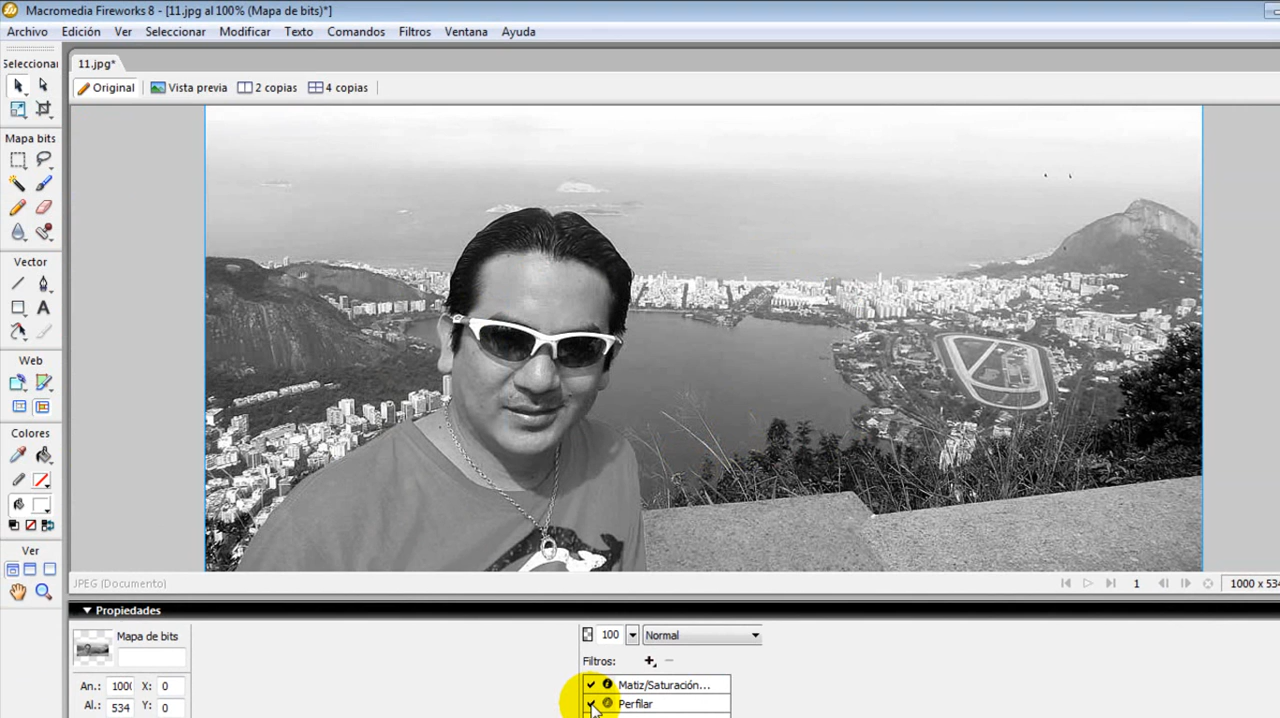 Macromedia Fireworks 8 - [11.jpg al 100% (Mapa de bits)*]
Archivo Edición Ver Seleccionar Modificar Texto Comandos Filtros Ventana Ayuda
Seleccionar
11.jpg*
Original Vista previa 2 copias 4 copias
Mapa bits
Vector
A
Web
Colores
Ver
JPEG (Documento)
1 1000 x 534
Propiedades
Mapa de bits
100 Normal
Filtros:
An.: 1000 X: 0
Matiz/Saturación...
Al.: 534 Y: 0
Perfilar